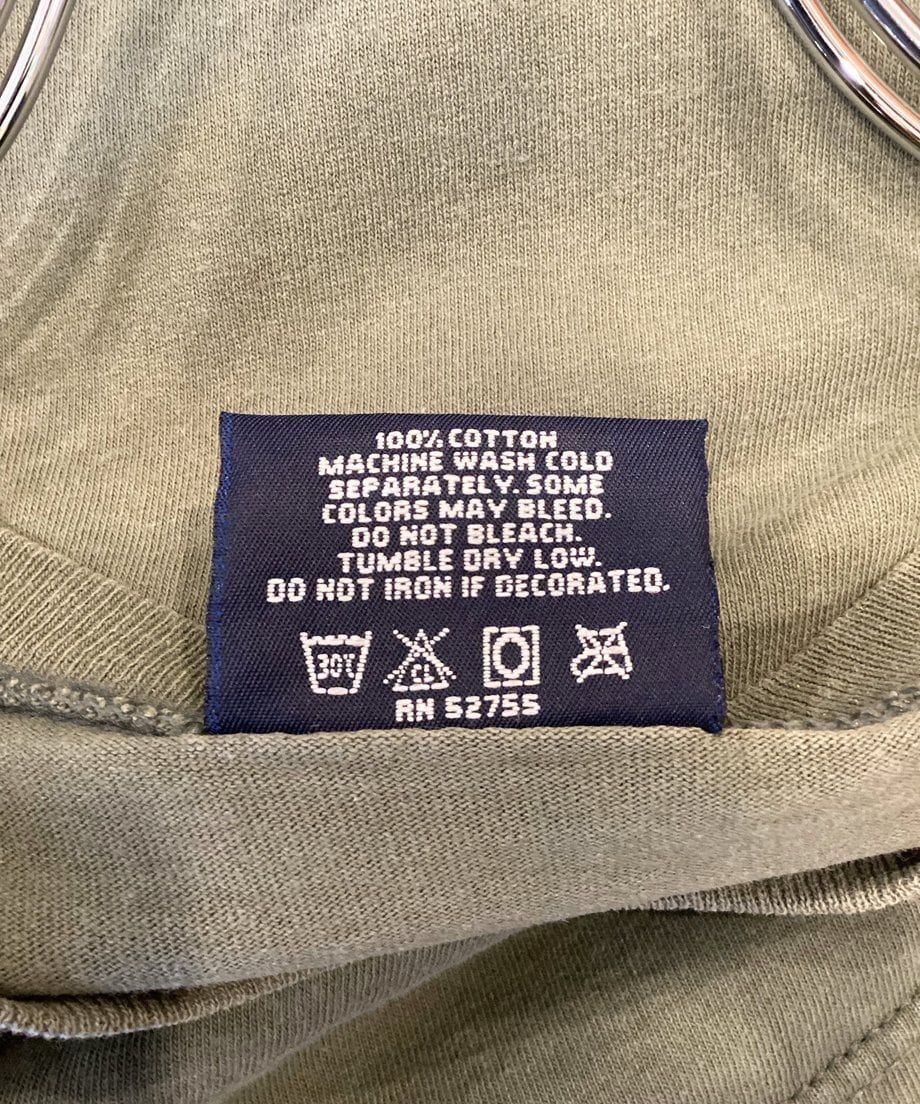 100% COTTON
MACHINE WASH COLD
SEPARATELY. SOME
COLORS MAY BLEED.
DO NOT BLEACH.
TUMBLE DRY LOW.
DO NOT IRON IF DECORATED.
30°C CL
RN 52755